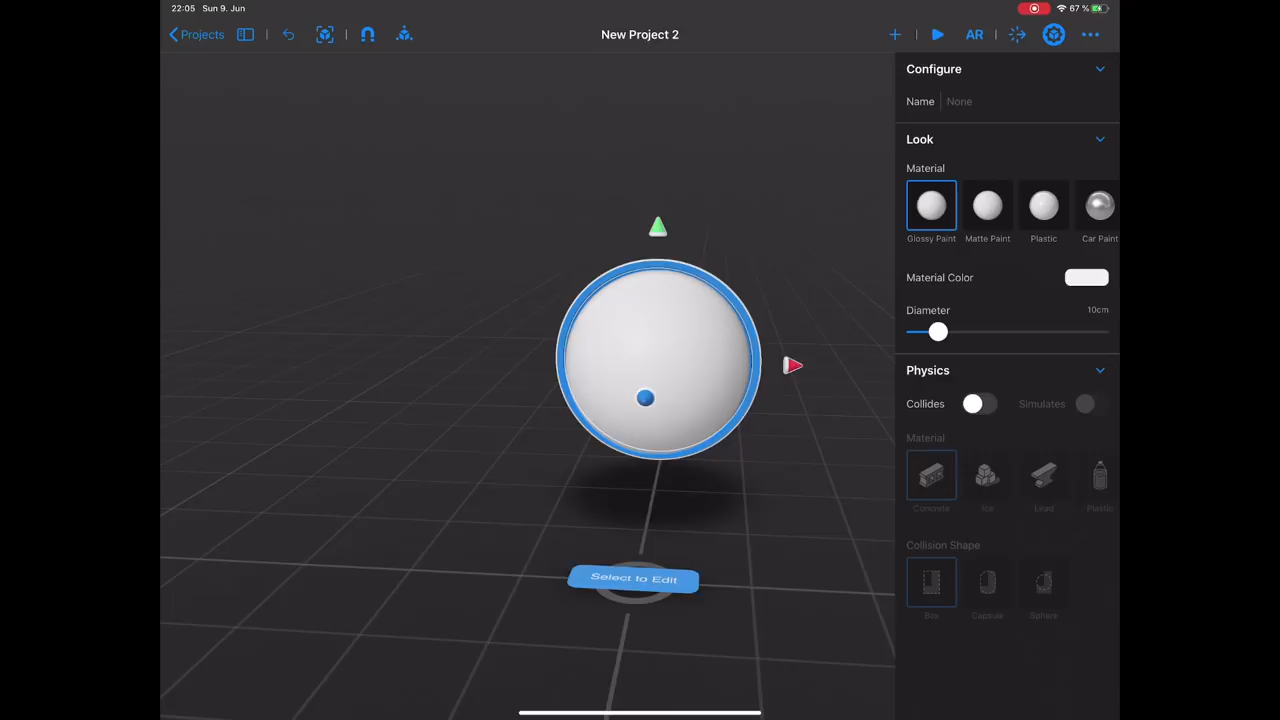 22:05 Sun 9. Jun
67 %
Projects
New Project 2
AR
Configure
Name None
Look
Material
Glossy Paint Matte Paint Plastic Car Paint
Material Color
Diameter 10cm
Physics
Collides Simulates
Material
Concrete Ice Lead Plastic
Collision Shape
Box Capsule Sphere
Select to Edit